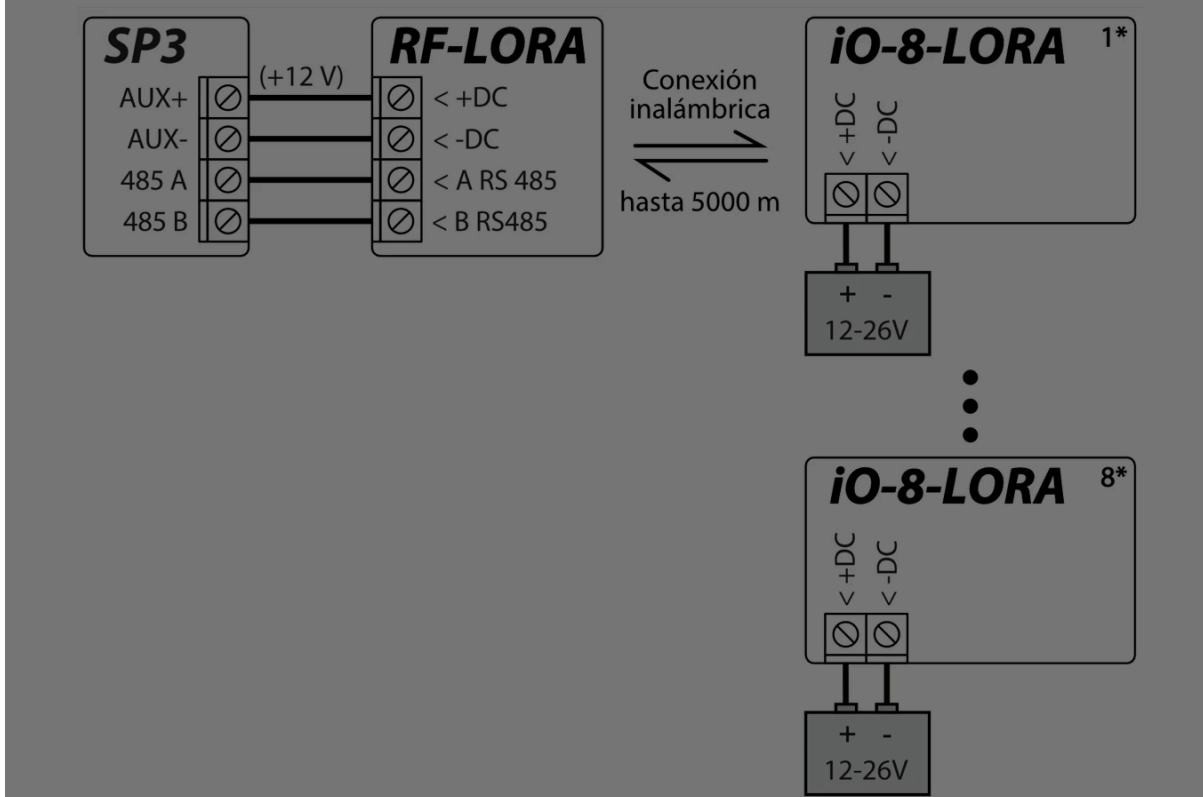 SP3
(+12 V)
AUX+
AUX-
485 A
485 B
RF-LORA
< +DC
< -DC
< A RS 485
< B RS485
Conexión
inalámbrica
hasta 5000 m
iO-8-LORA 1*
< +DC
< -DC
+ -
12-26V
iO-8-LORA 8*
< +DC
< -DC
+ -
12-26V